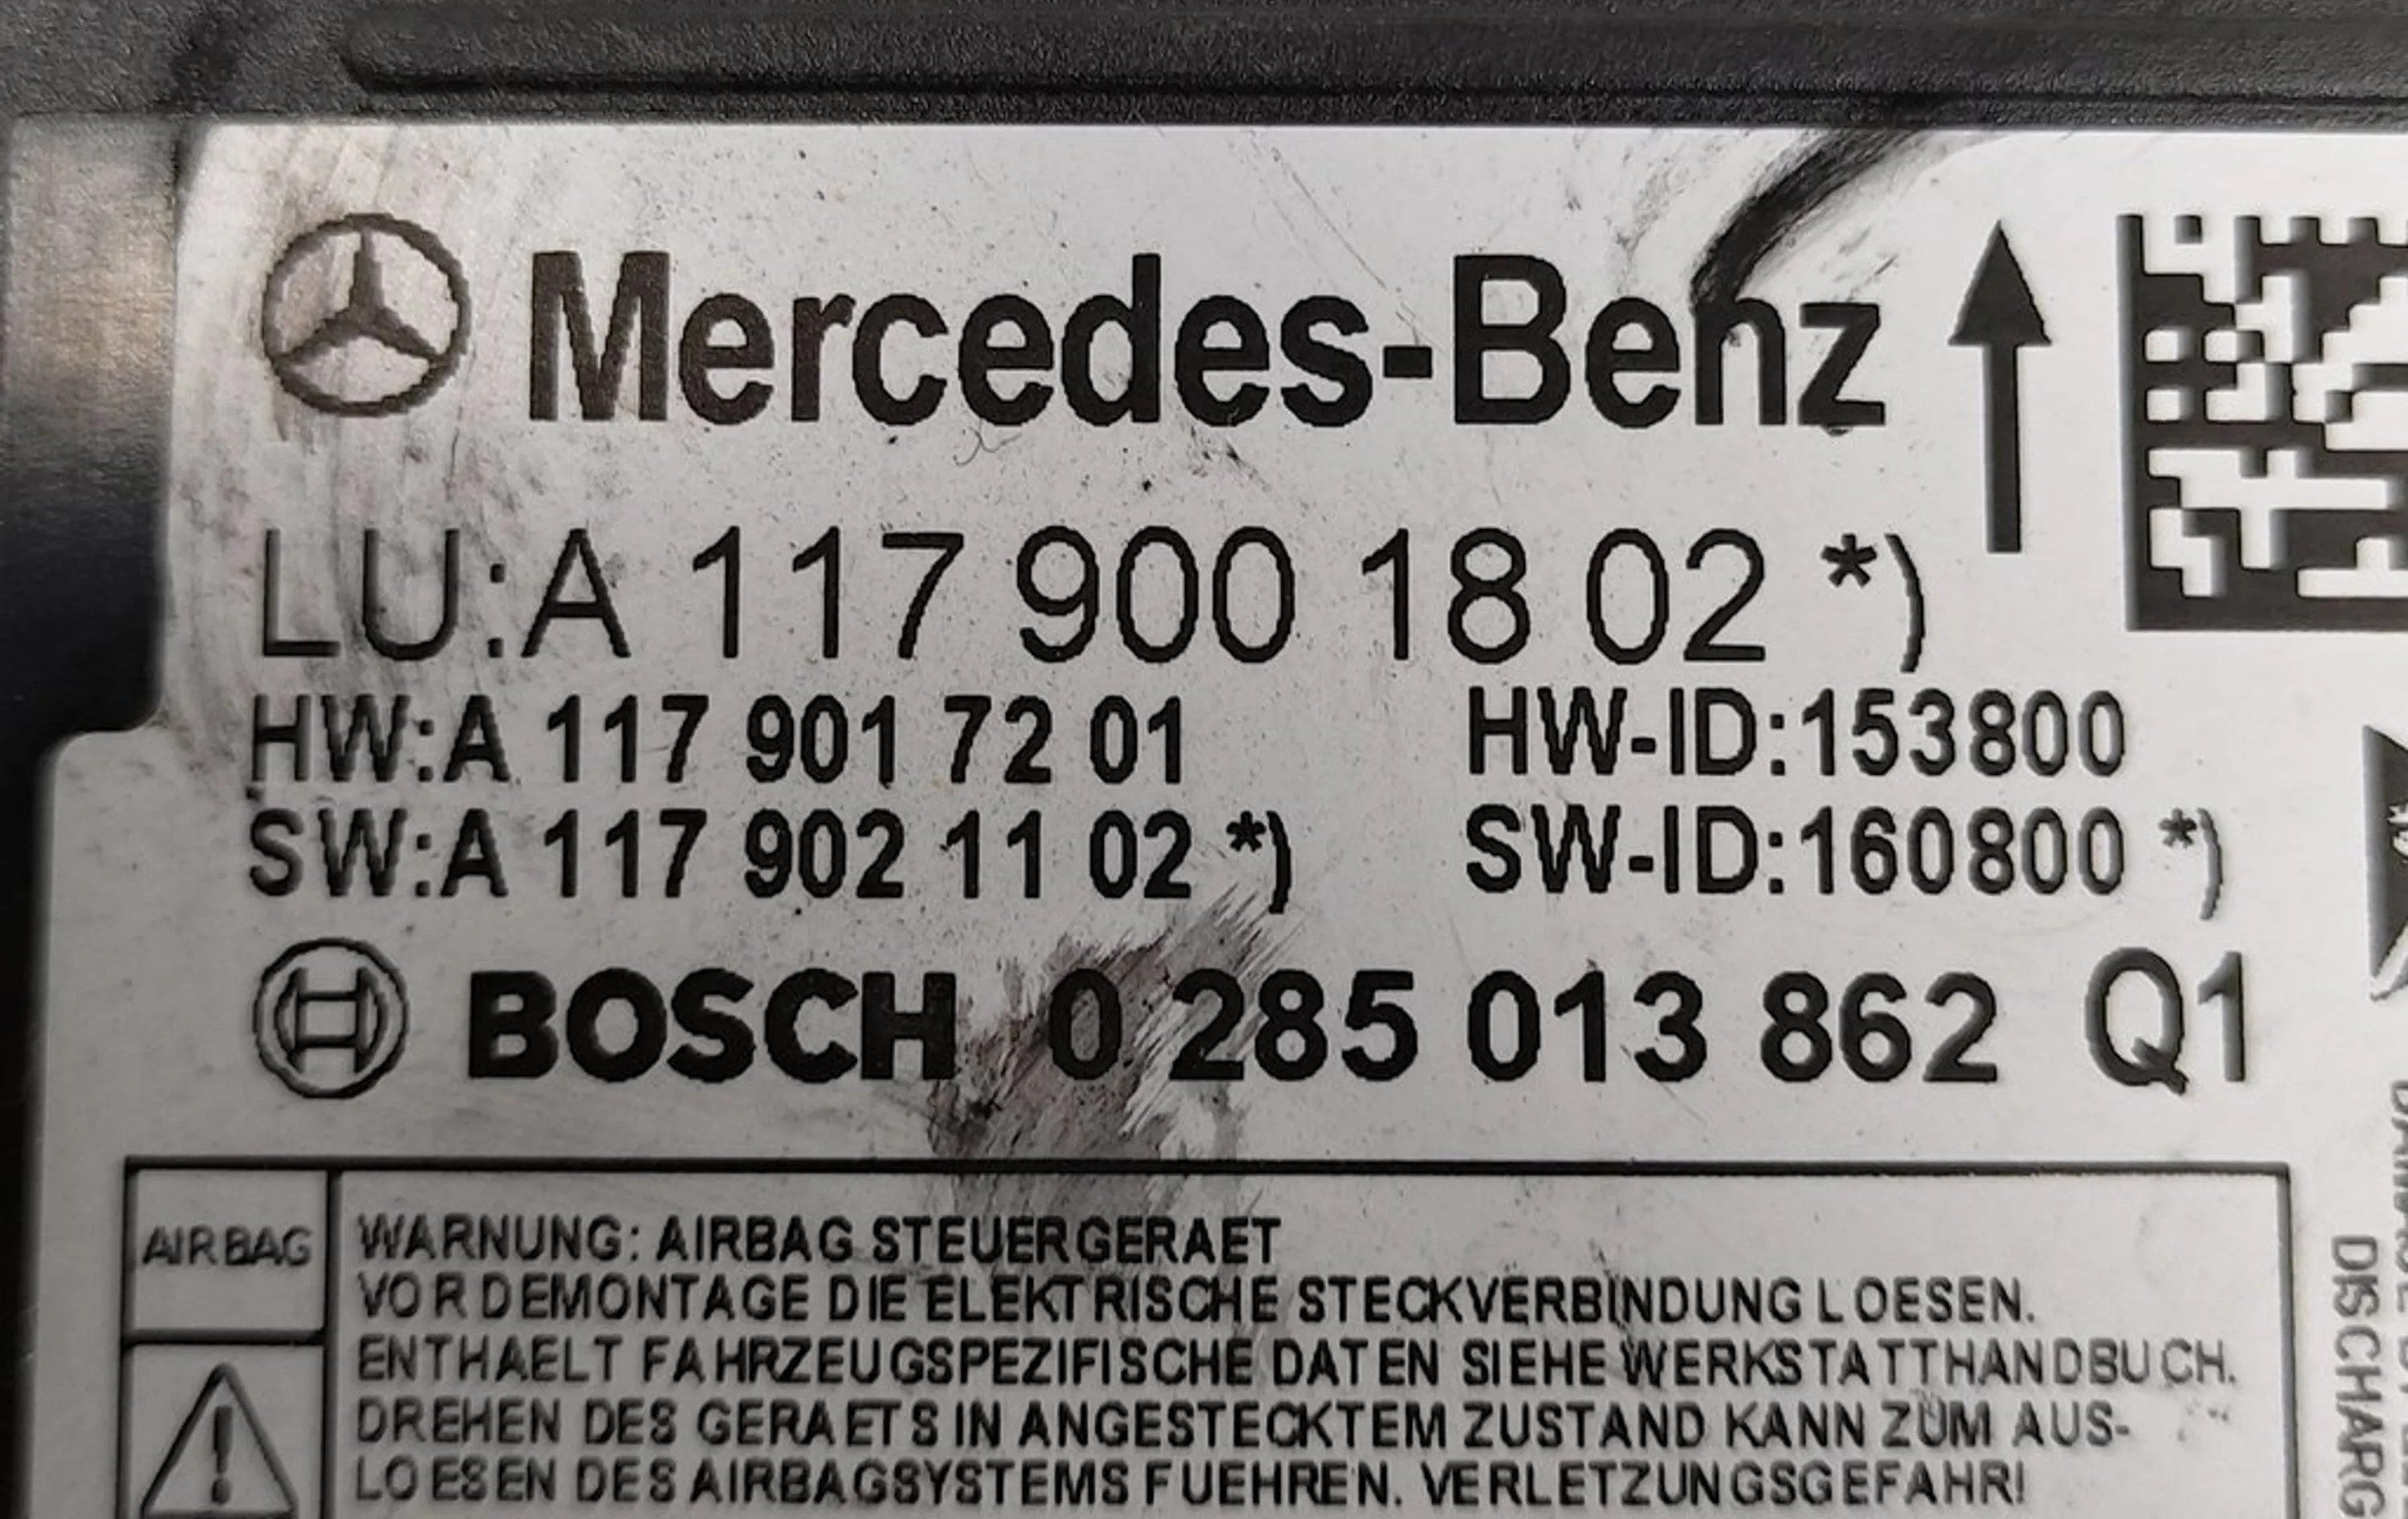 Mercedes-Benz
LU:A 117 900 18 02 *)
HW:A 117 901 72 01 HW-ID:153800
SW:A 117 902 11 02 *) SW-ID:160800 *)
BOSCH 0 285 013 862 Q1
AIRBAG
WARNUNG: AIRBAG STEUERGERAET
VOR DEMONTAGE DIE ELEKTRISCHE STECKVERBINDUNG LOESEN.
ENTHAELT FAHRZEUGSPEZIFISCHE DATEN SIEHE WERKSTATTHANDBUCH.
DREHEN DES GERAETS IN ANGESTECKTEM ZUSTAND KANN ZUM AUS-
LOESEN DES AIRBAGSYSTEMS FUEHREN. VERLETZUNGSGEFAHR!
DISCHARG